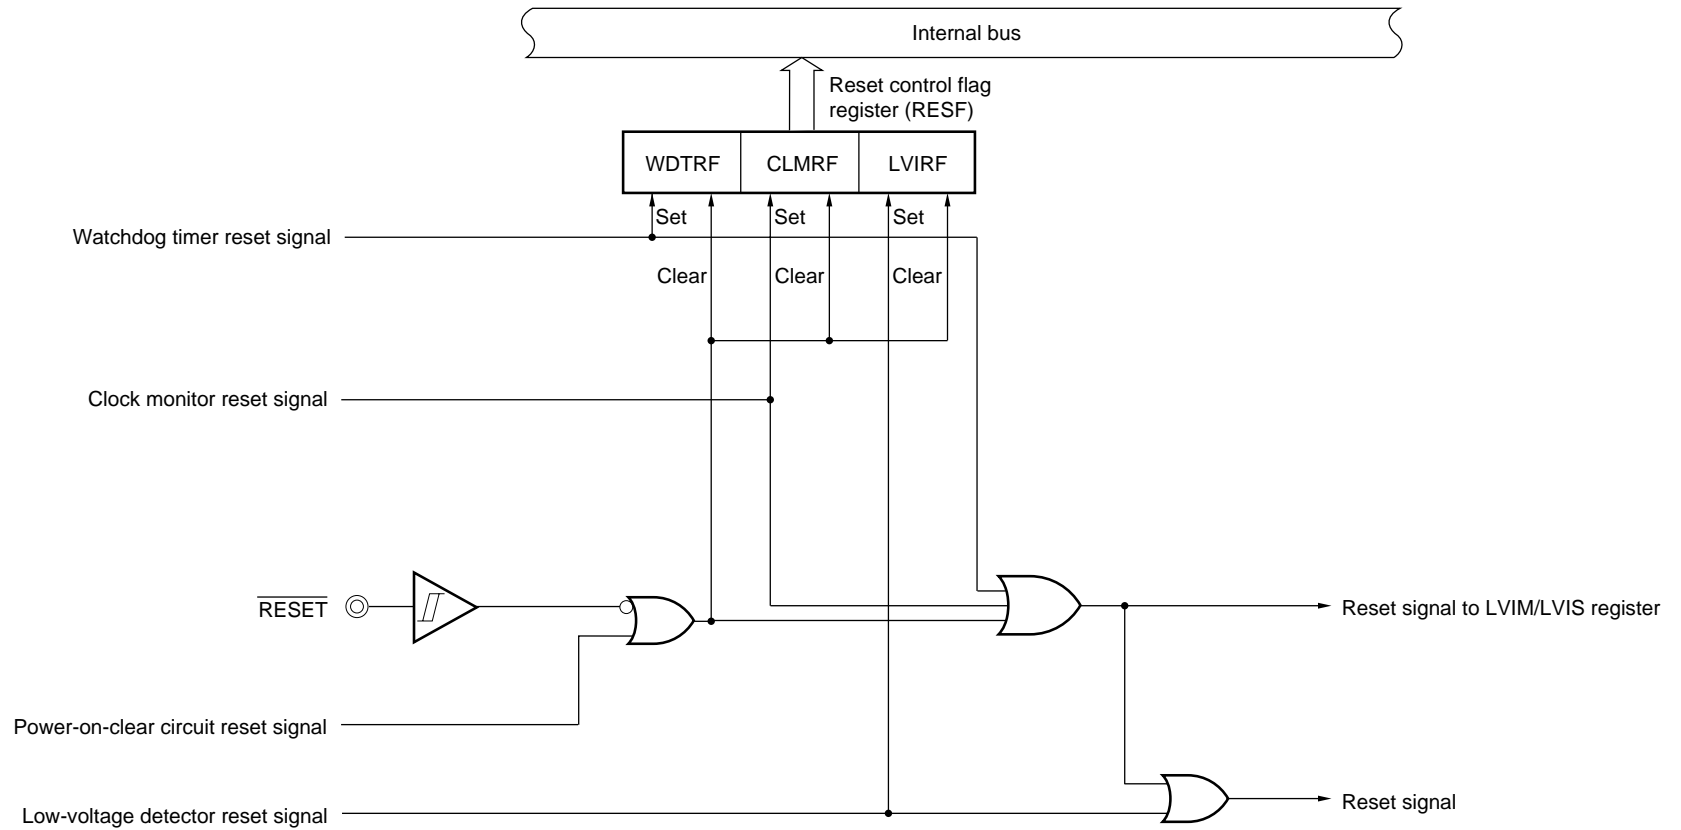 Internal bus
Reset control flag
register (RESF)
WDTRF CLMRF LVIRF
Set Set Set
Watchdog timer reset signal
Clear Clear Clear
Clock monitor reset signal
RESET
Reset signal to LVIM/LVIS register
Power-on-clear circuit reset signal
Reset signal
Low-voltage detector reset signal